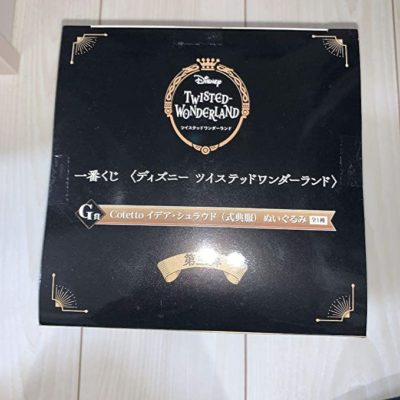 Disney
TWISTED-
WONDERLAND
ツイステッドワンダーランド
一番くじ 〈ディズニー ツイステッドワンダーランド〉
G賞 Cotetto イデア・シュラウド〈式典服〉 ぬいぐるみ 全1種